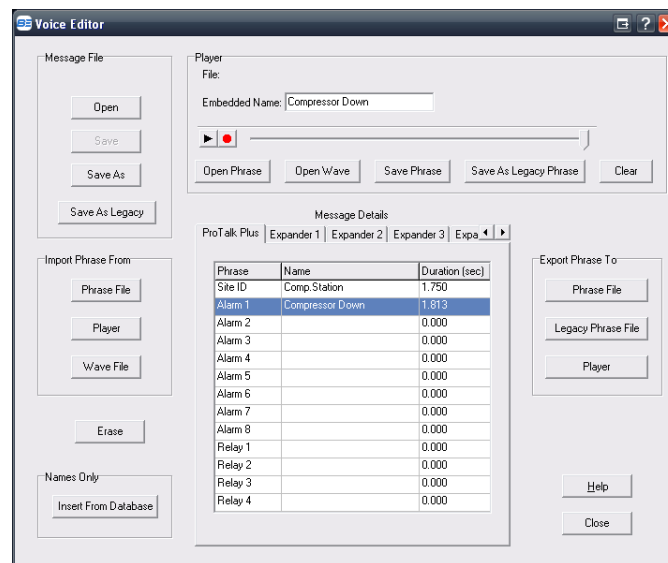 Voice Editor
Message File
Open
Save
Save As
Save As Legacy
Player
File:
Embedded Name: Compressor Down
Open Phrase Open Wave Save Phrase Save As Legacy Phrase Clear
Message Details
ProTalk Plus Expander 1 Expander 2 Expander 3 Expa
Phrase Name Duration (sec)
Site ID Comp.Station 1.750
Alarm 1 Compressor Down 1.813
Alarm 2 0.000
Alarm 3 0.000
Alarm 4 0.000
Alarm 5 0.000
Alarm 6 0.000
Alarm 7 0.000
Alarm 8 0.000
Relay 1 0.000
Relay 2 0.000
Relay 3 0.000
Relay 4 0.000
Import Phrase From
Phrase File
Player
Wave File
Erase
Names Only
Insert From Database
Export Phrase To
Phrase File
Legacy Phrase File
Player
Help
Close